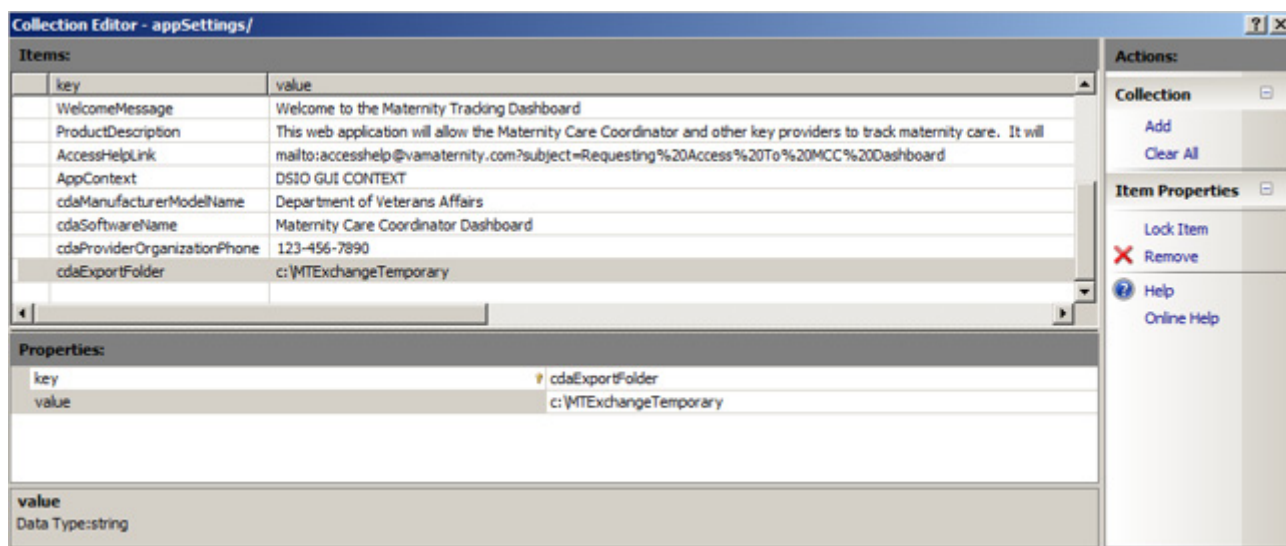 Collection Editor - appSettings/
Items:
key value
WelcomeMessage Welcome to the Maternity Tracking Dashboard
ProductDescription This web application will allow the Maternity Care Coordinator and other key providers to track maternity care. It will
AccessHelpLink mailto:accesshelp@vamaternity.com?subject=Requesting%20Access%20To%20MCC%20Dashboard
AppContext DSIO GUI CONTEXT
cdaManufacturerModelName Department of Veterans Affairs
cdaSoftwareName Maternity Care Coordinator Dashboard
cdaProviderOrganizationPhone 123-456-7890
cdaExportFolder c:\MTExchangeTemporary
Properties:
key cdaExportFolder
value c:\MTExchangeTemporary
value
Data Type:string
Actions:
Collection
Add
Clear All
Item Properties
Lock Item
Remove
Help
Online Help